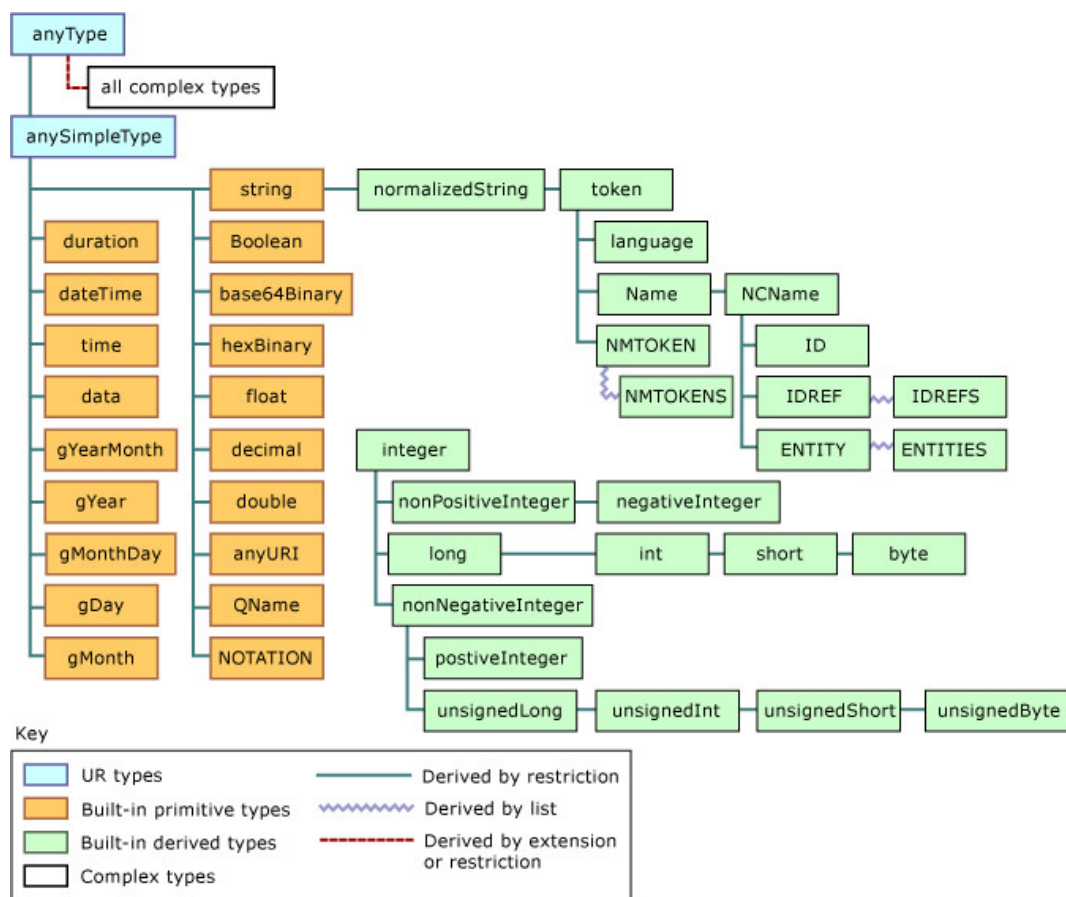 anyType
all complex types
anySimpleType
string
normalizedString
token
duration
Boolean
language
dateTime
base64Binary
Name
NCName
time
hexBinary
NMTOKEN
ID
data
float
NMTOKENS
IDREF
IDREFS
gYearMonth
decimal
integer
ENTITY
ENTITIES
gYear
double
nonPositiveInteger
negativeInteger
gMonthDay
anyURI
long
int
short
byte
gDay
QName
nonNegativeInteger
gMonth
NOTATION
postiveInteger
unsignedLong
unsignedInt
unsignedShort
unsignedByte
Key
UR types
Derived by restriction
Built-in primitive types
Derived by list
Built-in derived types
Derived by extension
or restriction
Complex types